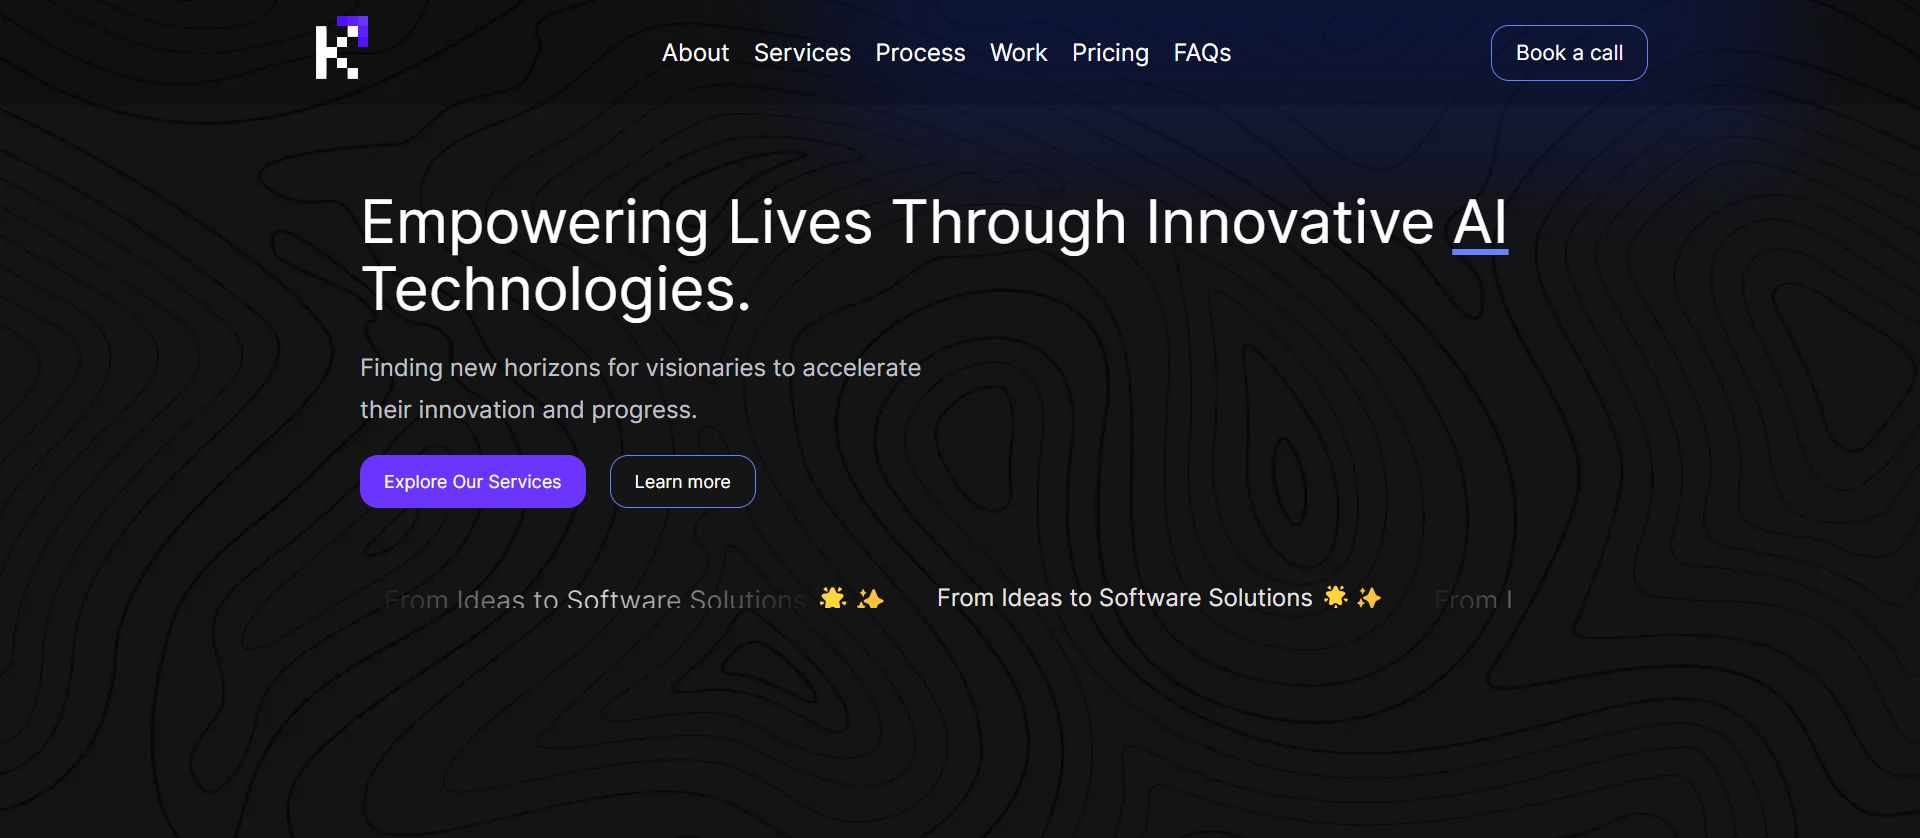 K
About Services Process Work Pricing FAQs
Book a call
Empowering Lives Through Innovative AI
Technologies.
Finding new horizons for visionaries to accelerate
their innovation and progress.
Explore Our Services
Learn more
From Ideas to Software Solutions 🌟 ✨ From Ideas to Software Solutions 🌟 ✨ From I